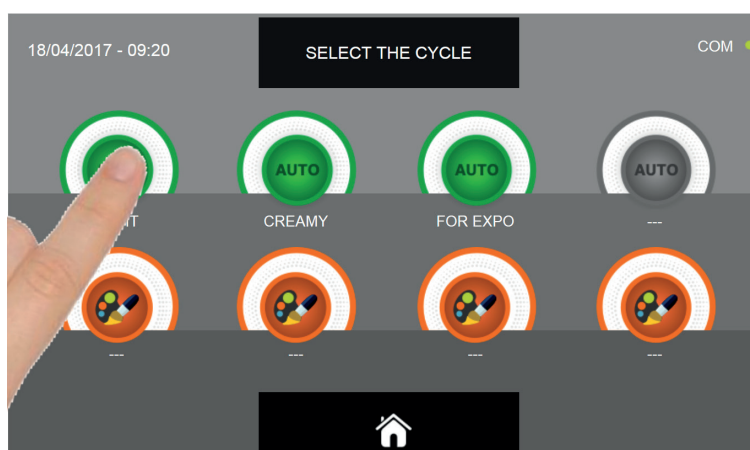 18/04/2017 - 09:20
SELECT THE CYCLE
COM
AUTO
AUTO
AUTO
CREAMY
FOR EXPO
---
---
---
---
---